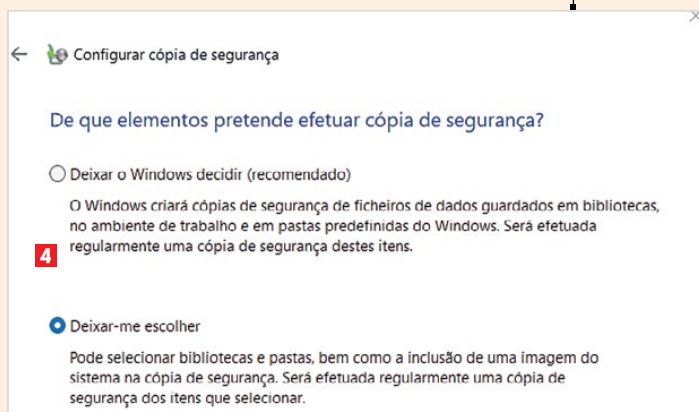 Configurar cópia de segurança
De que elementos pretende efetuar cópia de segurança?
Deixar o Windows decidir (recomendado)
O Windows criará cópias de segurança de ficheiros de dados guardados em bibliotecas,
no ambiente de trabalho e em pastas predefinidas do Windows. Será efetuada
regularmente uma cópia de segurança destes itens.
4
Deixar-me escolher
Pode selecionar bibliotecas e pastas, bem como a inclusão de uma imagem do
sistema na cópia de segurança. Será efetuada regularmente uma cópia de
segurança dos itens que selecionar.